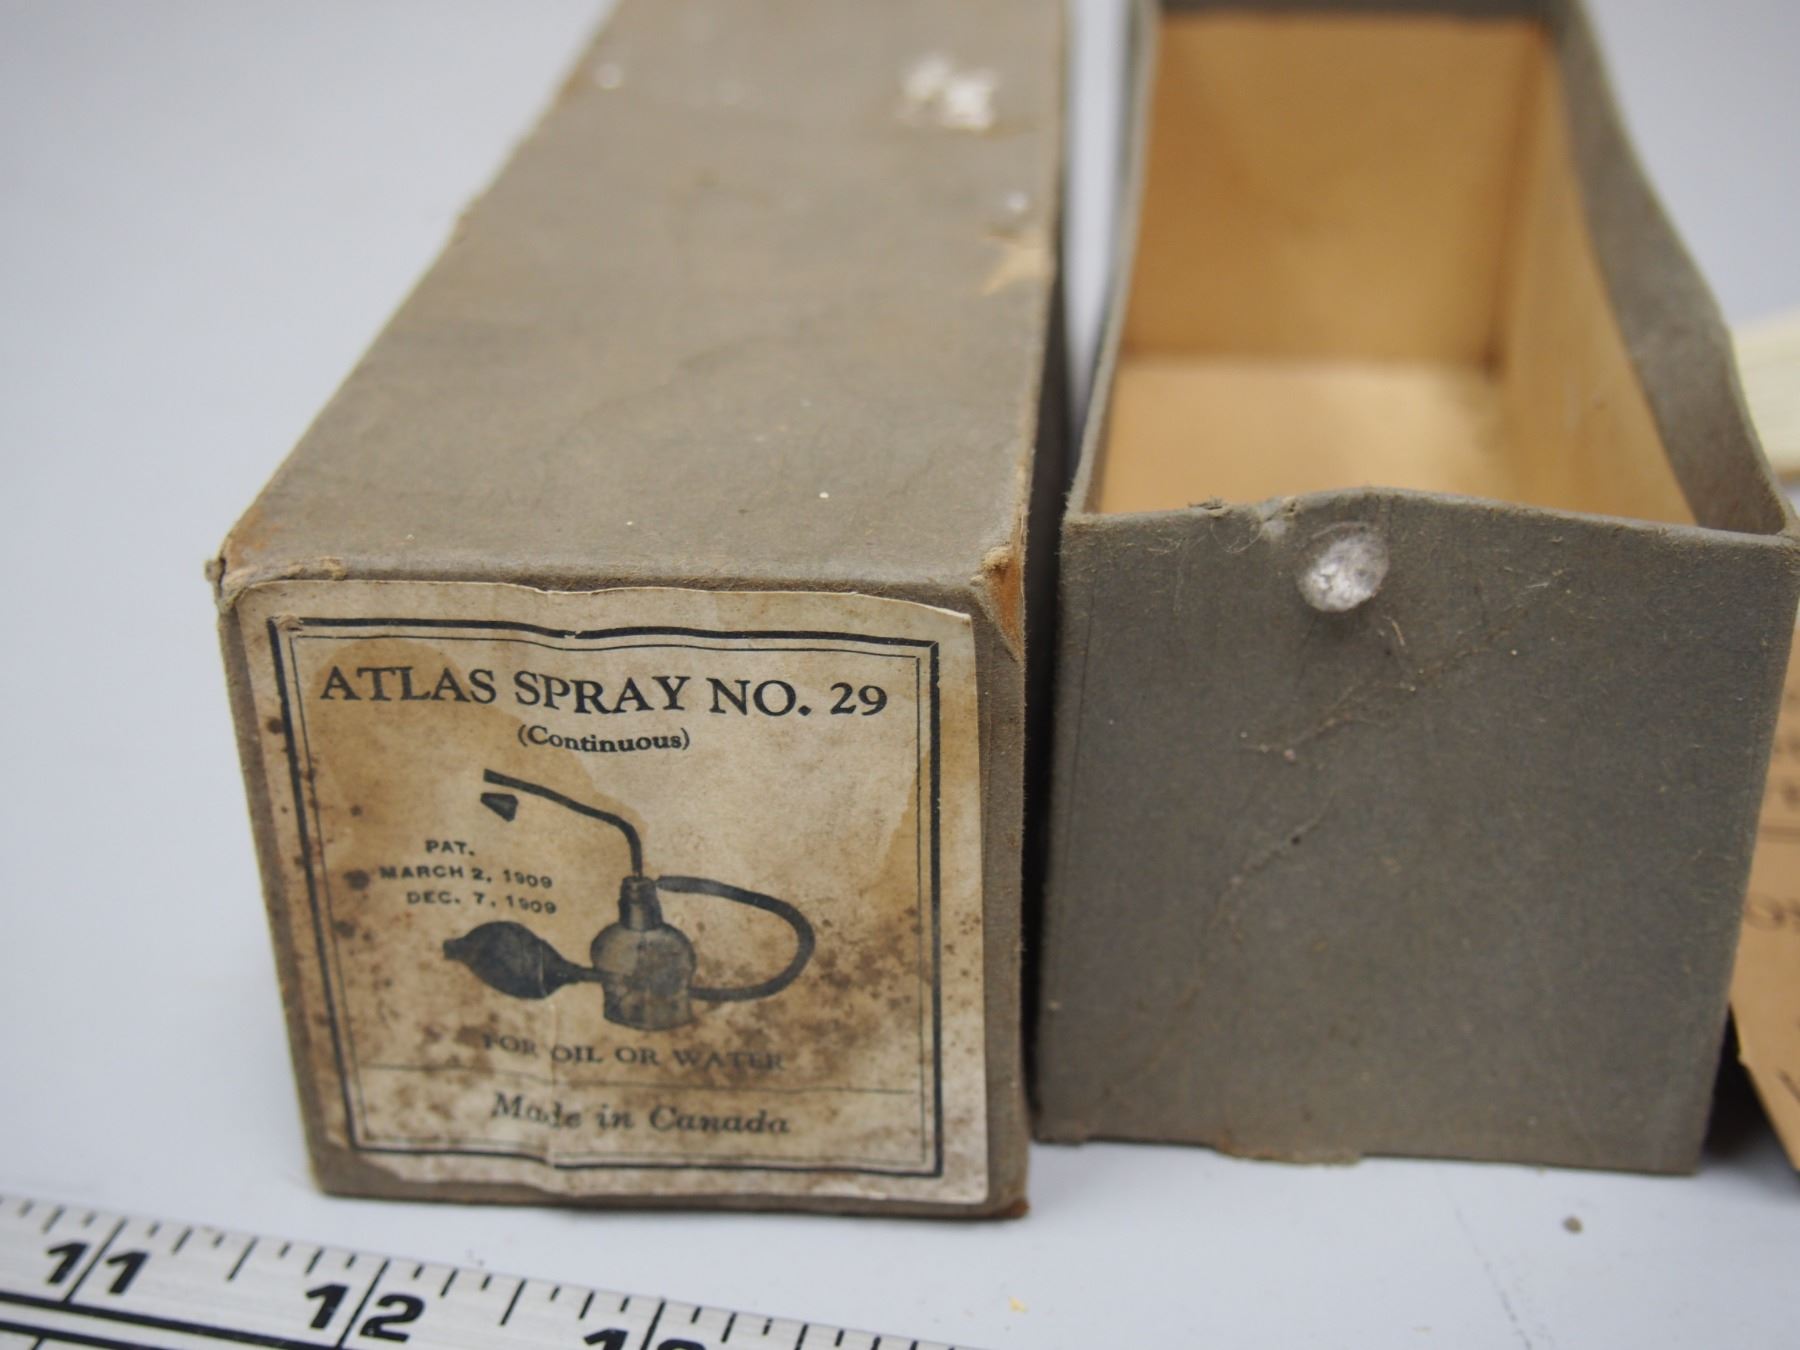 ATLAS SPRAY NO. 29
(Continuous)
PAT.
MARCH 2, 1909
DEC. 7, 1909
FOR OIL OR WATER
Made in Canada
11
12